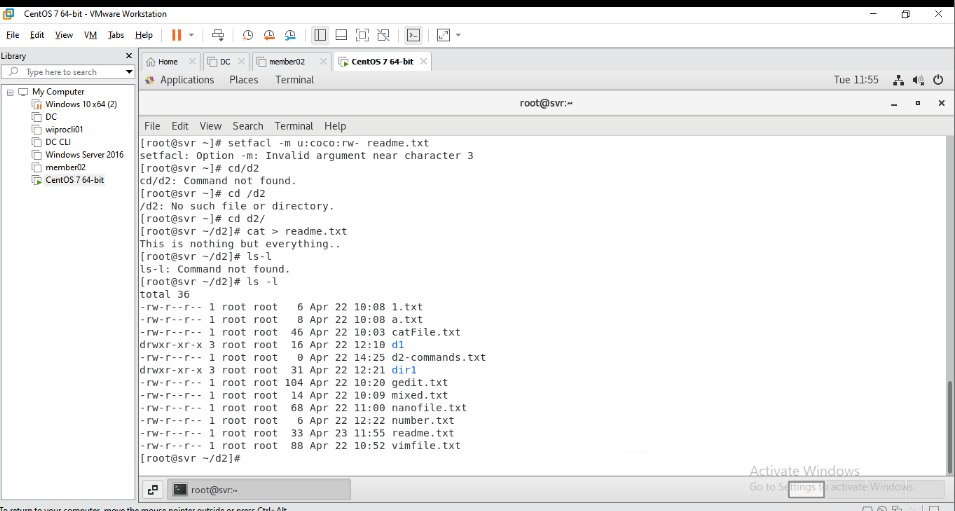 CentOS 7 64-bit - VMware Workstation
File Edit View VM Tabs Help
Library
Type here to search
My Computer
Windows 10 x64 (2)
DC
wiprocli01
DC CLI
Windows Server 2016
member02
CentOS 7 64-bit
Home DC member02 CentOS 7 64-bit
Applications Places Terminal Tue 11:55
root@svr:~
File Edit View Search Terminal Help
[root@svr ~]# setfacl -m u:coco:rw- readme.txt
setfacl: Option -m: Invalid argument near character 3
[root@svr ~]# cd/d2
cd/d2: Command not found.
[root@svr ~]# cd /d2
/d2: No such file or directory.
[root@svr ~]# cd d2/
[root@svr ~/d2]# cat > readme.txt
This is nothing but everything..
[root@svr ~/d2]# ls-l
ls-l: Command not found.
[root@svr ~/d2]# ls -l
total 36
-rw-r--r-- 1 root root 6 Apr 22 10:08 1.txt
-rw-r--r-- 1 root root 8 Apr 22 10:08 a.txt
-rw-r--r-- 1 root root 46 Apr 22 10:03 catFile.txt
drwxr-xr-x 3 root root 16 Apr 22 12:10 d1
-rw-r--r-- 1 root root 0 Apr 22 14:25 d2-commands.txt
drwxr-xr-x 3 root root 31 Apr 22 12:21 dir1
-rw-r--r-- 1 root root 104 Apr 22 10:20 gedit.txt
-rw-r--r-- 1 root root 14 Apr 22 10:09 mixed.txt
-rw-r--r-- 1 root root 68 Apr 22 11:00 nanofile.txt
-rw-r--r-- 1 root root 6 Apr 22 12:22 number.txt
-rw-r--r-- 1 root root 33 Apr 23 11:55 readme.txt
-rw-r--r-- 1 root root 88 Apr 22 10:52 vimfile.txt
[root@svr ~/d2]#
Activate Windows
Go to Settings to activate Windows.
root@svr:~
To return to your computer, move the mouse pointer outside or press Ctrl+Alt.